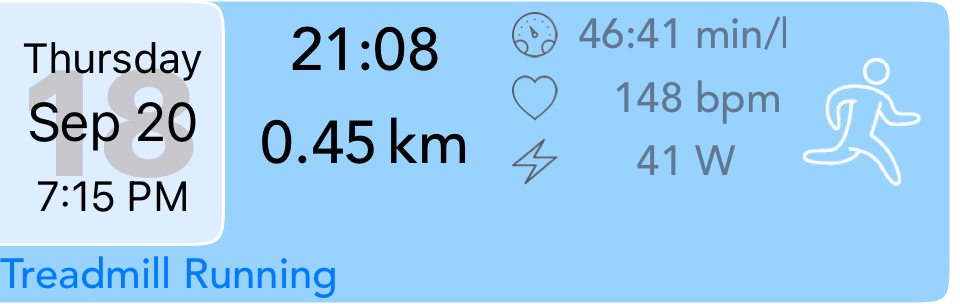 Thursday
18
Sep 20
7:15 PM
21:08
0.45 km
46:41 min/
148 bpm
41 W
Treadmill Running